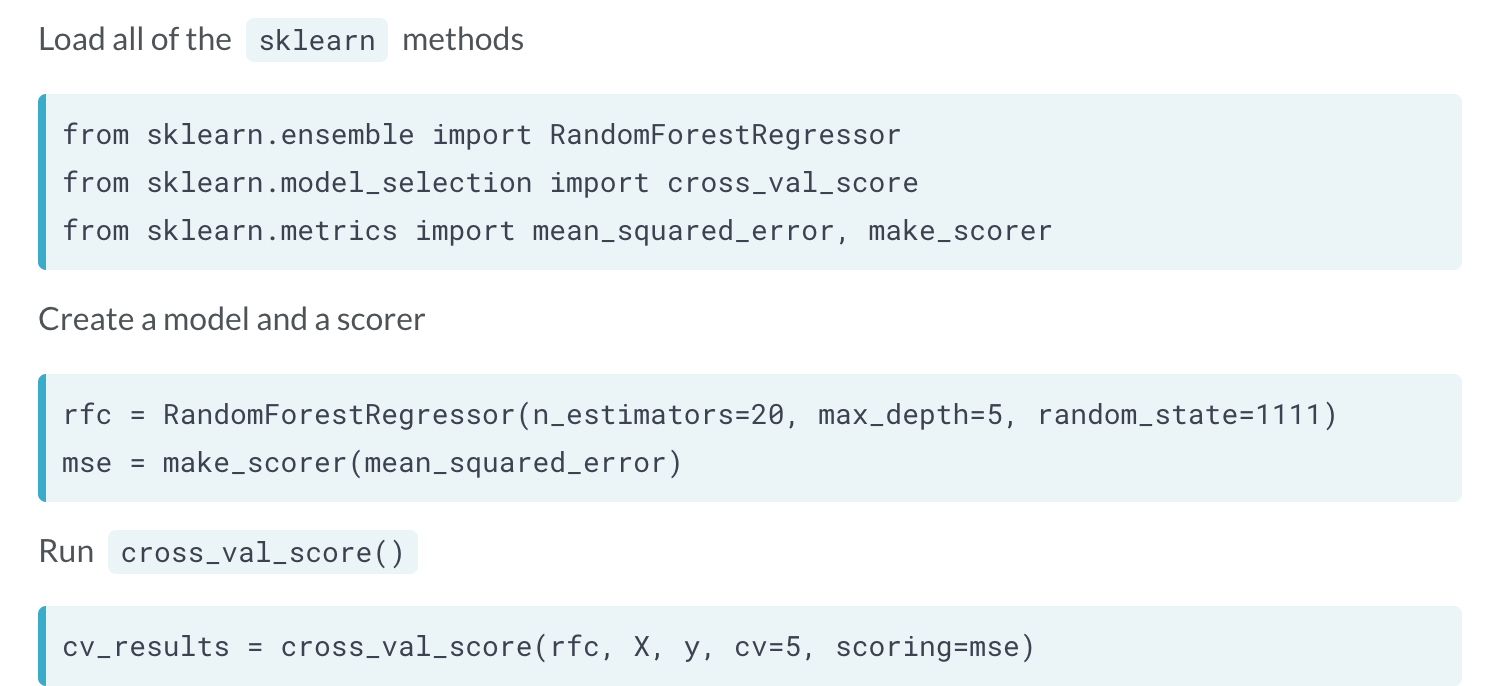 Load all of the sklearn methods
from sklearn.ensemble import RandomForestRegressor
from sklearn.model_selection import cross_val_score
from sklearn.metrics import mean_squared_error, make_scorer
Create a model and a scorer
rfc = RandomForestRegressor(n_estimators=20, max_depth=5, random_state=1111)
mse = make_scorer(mean_squared_error)
Run cross_val_score()
cv_results = cross_val_score(rfc, X, y, cv=5, scoring=mse)